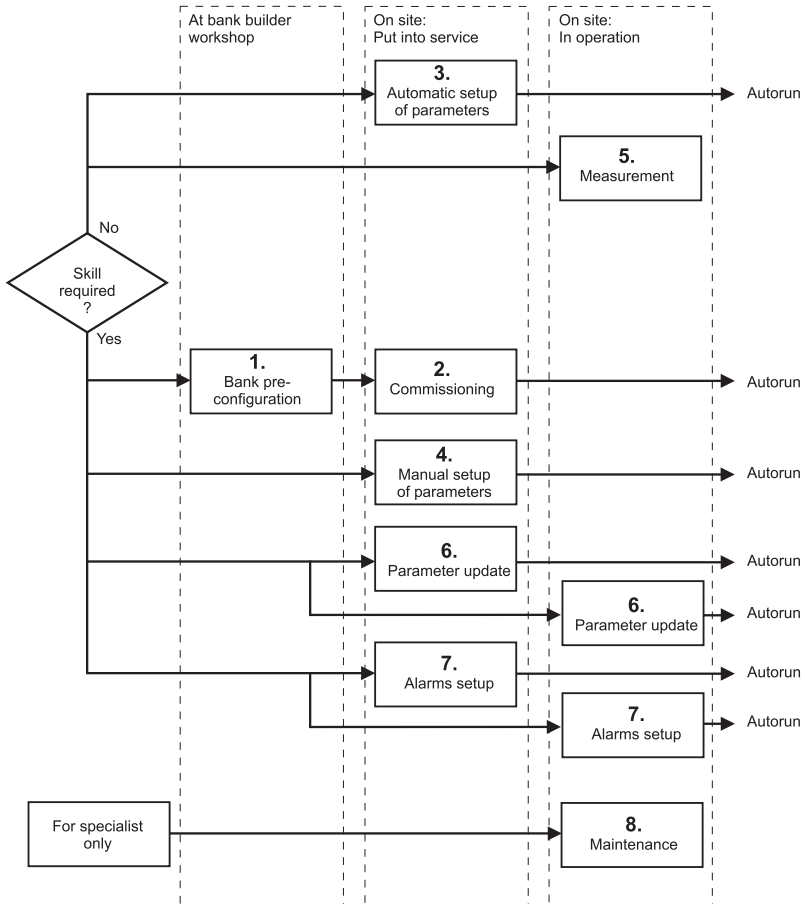 At bank builder
workshop
On site:
Put into service
On site:
In operation
3.
Automatic setup
of parameters
Autorun
5.
Measurement
No
Skill
required
?
Yes
1.
Bank pre-
configuration
2.
Commissioning
Autorun
4.
Manual setup
of parameters
Autorun
6.
Parameter update
Autorun
6.
Parameter update
Autorun
7.
Alarms setup
Autorun
7.
Alarms setup
Autorun
For specialist
only
8.
Maintenance